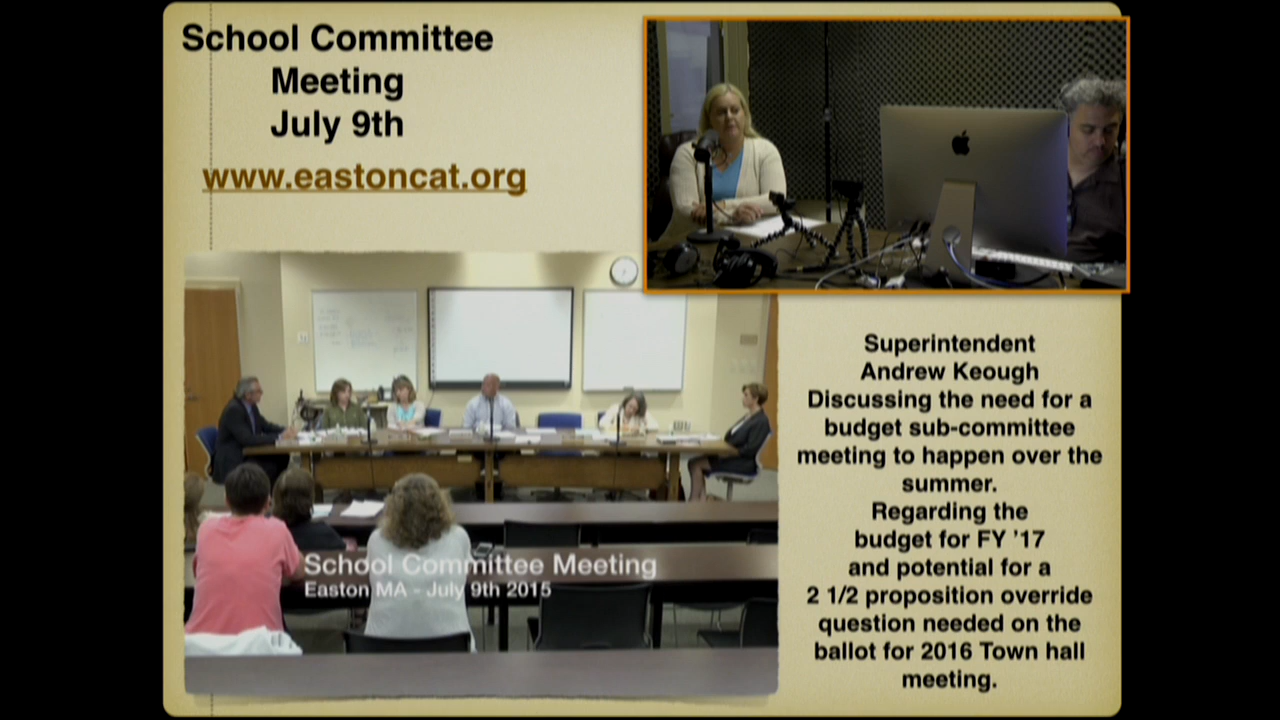 School Committee
Meeting
July 9th
www.eastoncat.org
School Committee Meeting
Easton MA - July 9th 2015
Superintendent
Andrew Keough
Discussing the need for a
budget sub-committee
meeting to happen over the
summer.
Regarding the
budget for FY ’17
and potential for a
2 1/2 proposition override
question needed on the
ballot for 2016 Town hall
meeting.